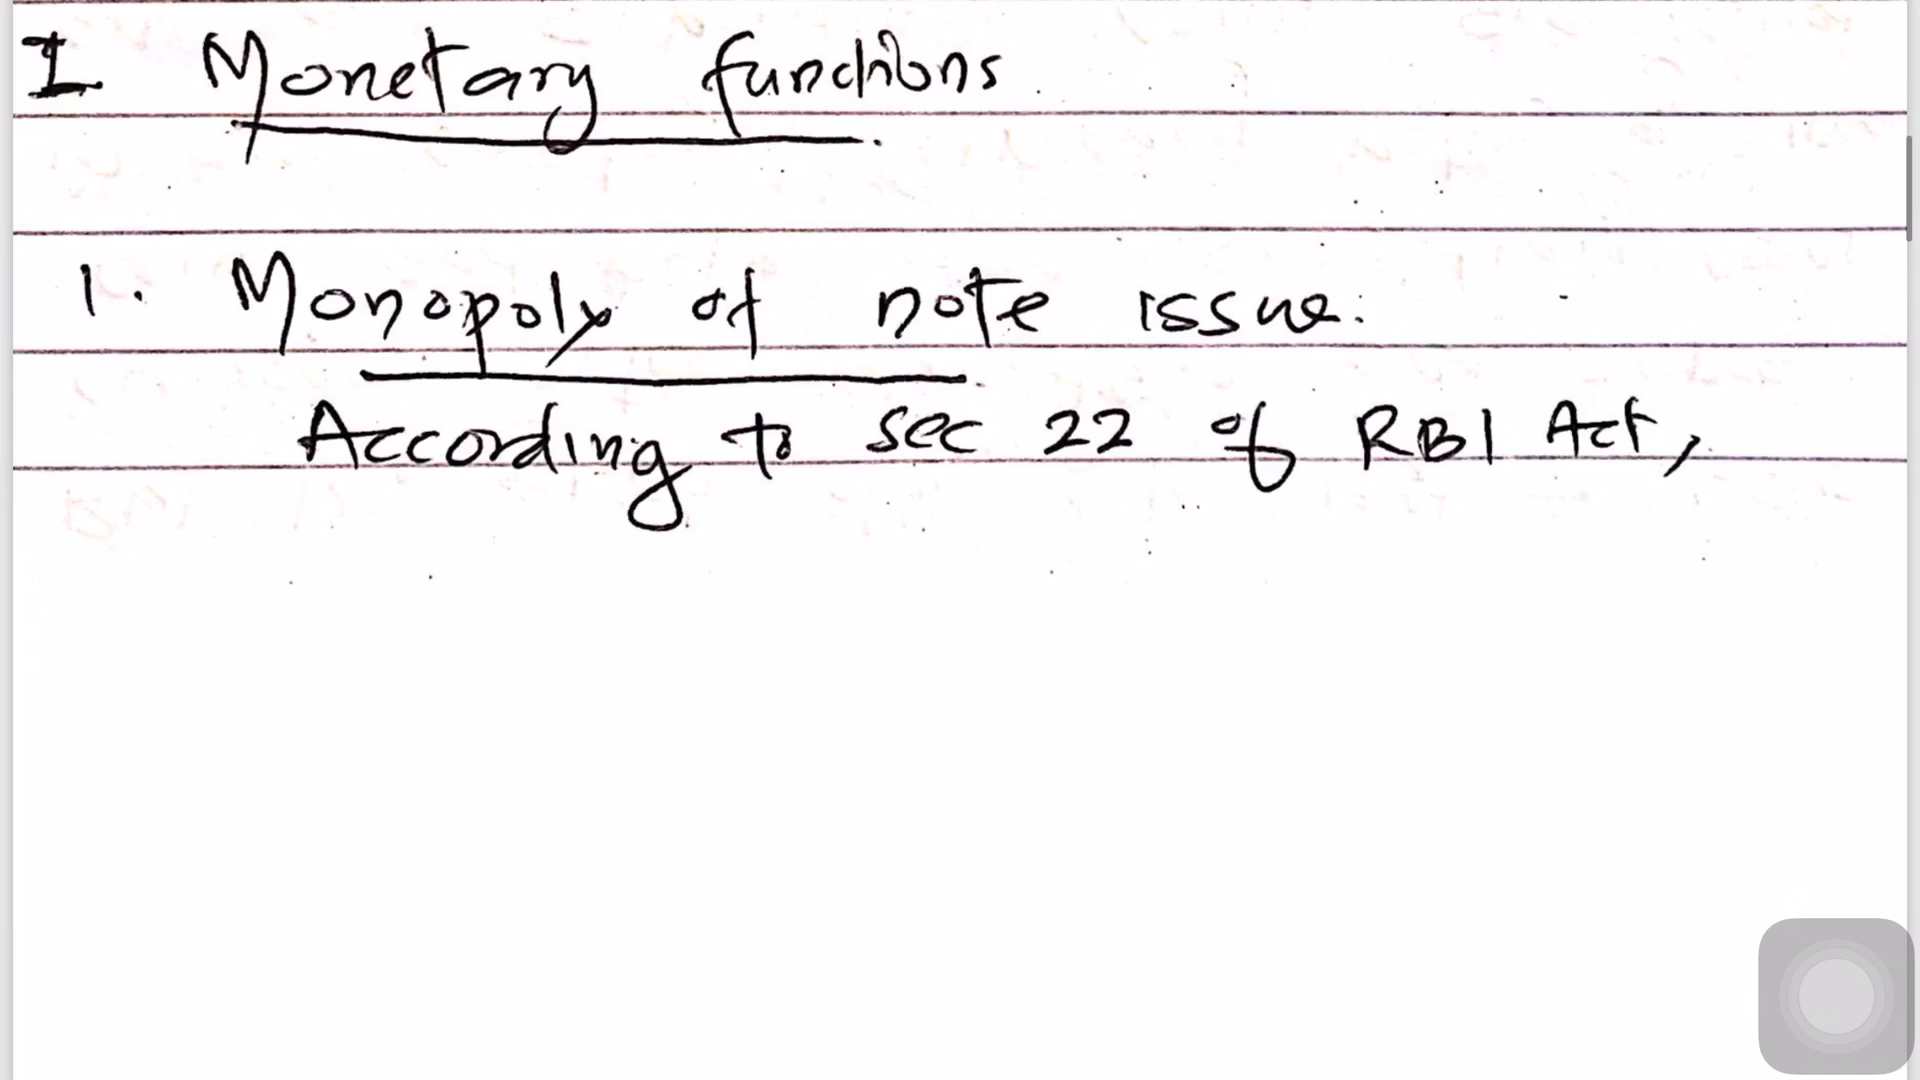 I. Monetary functions.
1. Monopoly of note issue:
According to sec 22 of RBI Act,